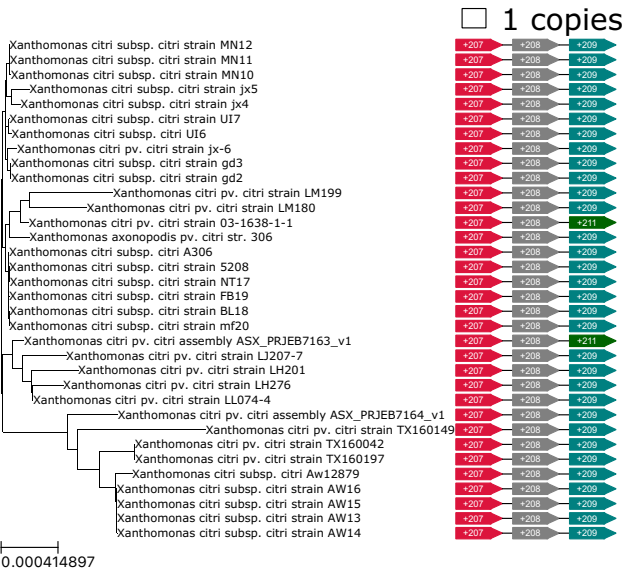 1 copies
Xanthomonas citri subsp. citri strain MN12 +207 +208 +209
Xanthomonas citri subsp. citri strain MN11 +207 +208 +209
Xanthomonas citri subsp. citri strain MN10 +207 +208 +209
Xanthomonas citri subsp. citri strain jx5 +207 +208 +209
Xanthomonas citri subsp. citri strain jx4 +207 +208 +209
Xanthomonas citri subsp. citri strain UI7 +207 +208 +209
Xanthomonas citri subsp. citri UI6 +207 +208 +209
Xanthomonas citri pv. citri strain jx-6 +207 +208 +209
Xanthomonas citri subsp. citri strain gd3 +207 +208 +209
Xanthomonas citri subsp. citri strain gd2 +207 +208 +209
Xanthomonas citri pv. citri strain LM199 +207 +208 +209
Xanthomonas citri pv. citri strain LM180 +207 +208 +209
Xanthomonas citri pv. citri strain 03-1638-1-1 +207 +208 +211
Xanthomonas axonopodis pv. citri str. 306 +207 +208 +209
Xanthomonas citri subsp. citri A306 +207 +208 +209
Xanthomonas citri subsp. citri strain 5208 +207 +208 +209
Xanthomonas citri subsp. citri strain NT17 +207 +208 +209
Xanthomonas citri subsp. citri strain FB19 +207 +208 +209
Xanthomonas citri subsp. citri strain BL18 +207 +208 +209
Xanthomonas citri subsp. citri strain mf20 +207 +208 +209
Xanthomonas citri pv. citri assembly ASX_PRJEB7163_v1 +207 +208 +211
Xanthomonas citri pv. citri strain LJ207-7 +207 +208 +209
Xanthomonas citri pv. citri strain LH201 +207 +208 +209
Xanthomonas citri pv. citri strain LH276 +207 +208 +209
Xanthomonas citri pv. citri strain LL074-4 +207 +208 +209
Xanthomonas citri pv. citri assembly ASX_PRJEB7164_v1 +207 +208 +209
Xanthomonas citri pv. citri strain TX160149 +207 +208 +209
Xanthomonas citri pv. citri strain TX160042 +207 +208 +209
Xanthomonas citri pv. citri strain TX160197 +207 +208 +209
Xanthomonas citri subsp. citri Aw12879 +207 +208 +209
Xanthomonas citri subsp. citri strain AW16 +207 +208 +209
Xanthomonas citri subsp. citri strain AW15 +207 +208 +209
Xanthomonas citri subsp. citri strain AW13 +207 +208 +209
Xanthomonas citri subsp. citri strain AW14 +207 +208 +209
0.000414897